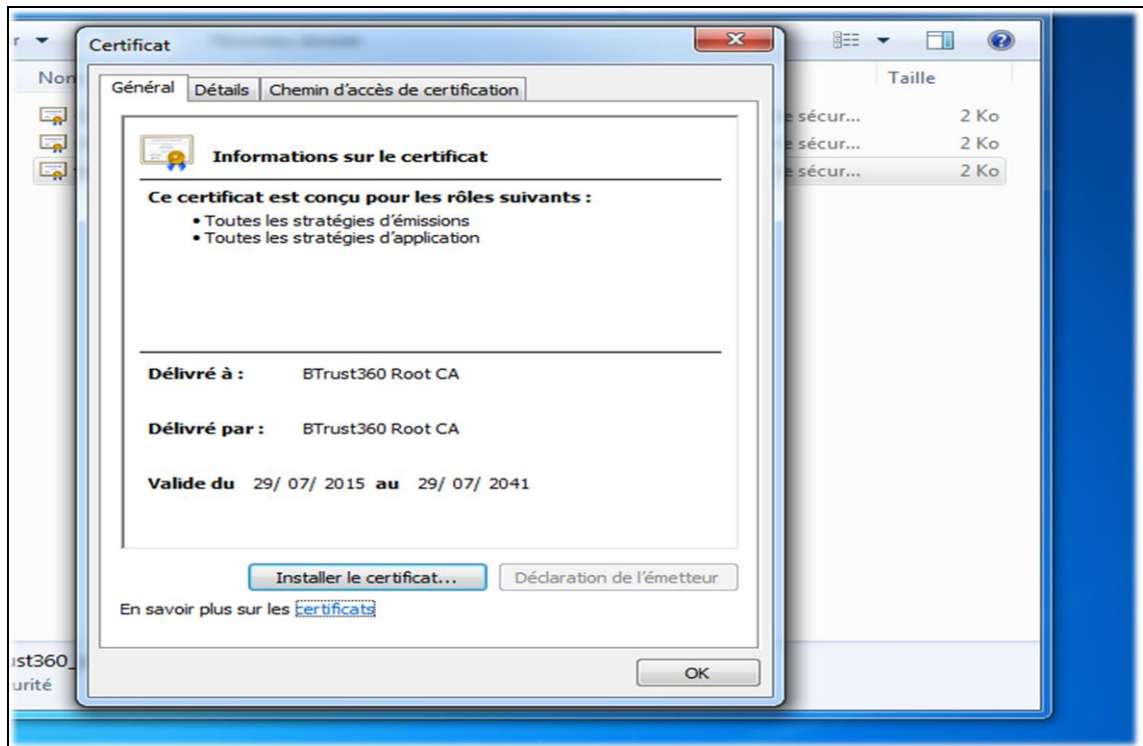 Certificat
Taille
Général Détails Chemin d'accès de certification
Informations sur le certificat
Ce certificat est conçu pour les rôles suivants :
• Toutes les stratégies d'émissions
• Toutes les stratégies d'application
Délivré à : BTrust360 Root CA
Délivré par : BTrust360 Root CA
Valide du 29/ 07/ 2015 au 29/ 07/ 2041
Installer le certificat... Déclaration de l'émetteur
En savoir plus sur les certificats
OK
Non
e sécur... 2 Ko
e sécur... 2 Ko
e sécur... 2 Ko
ust360_
urité